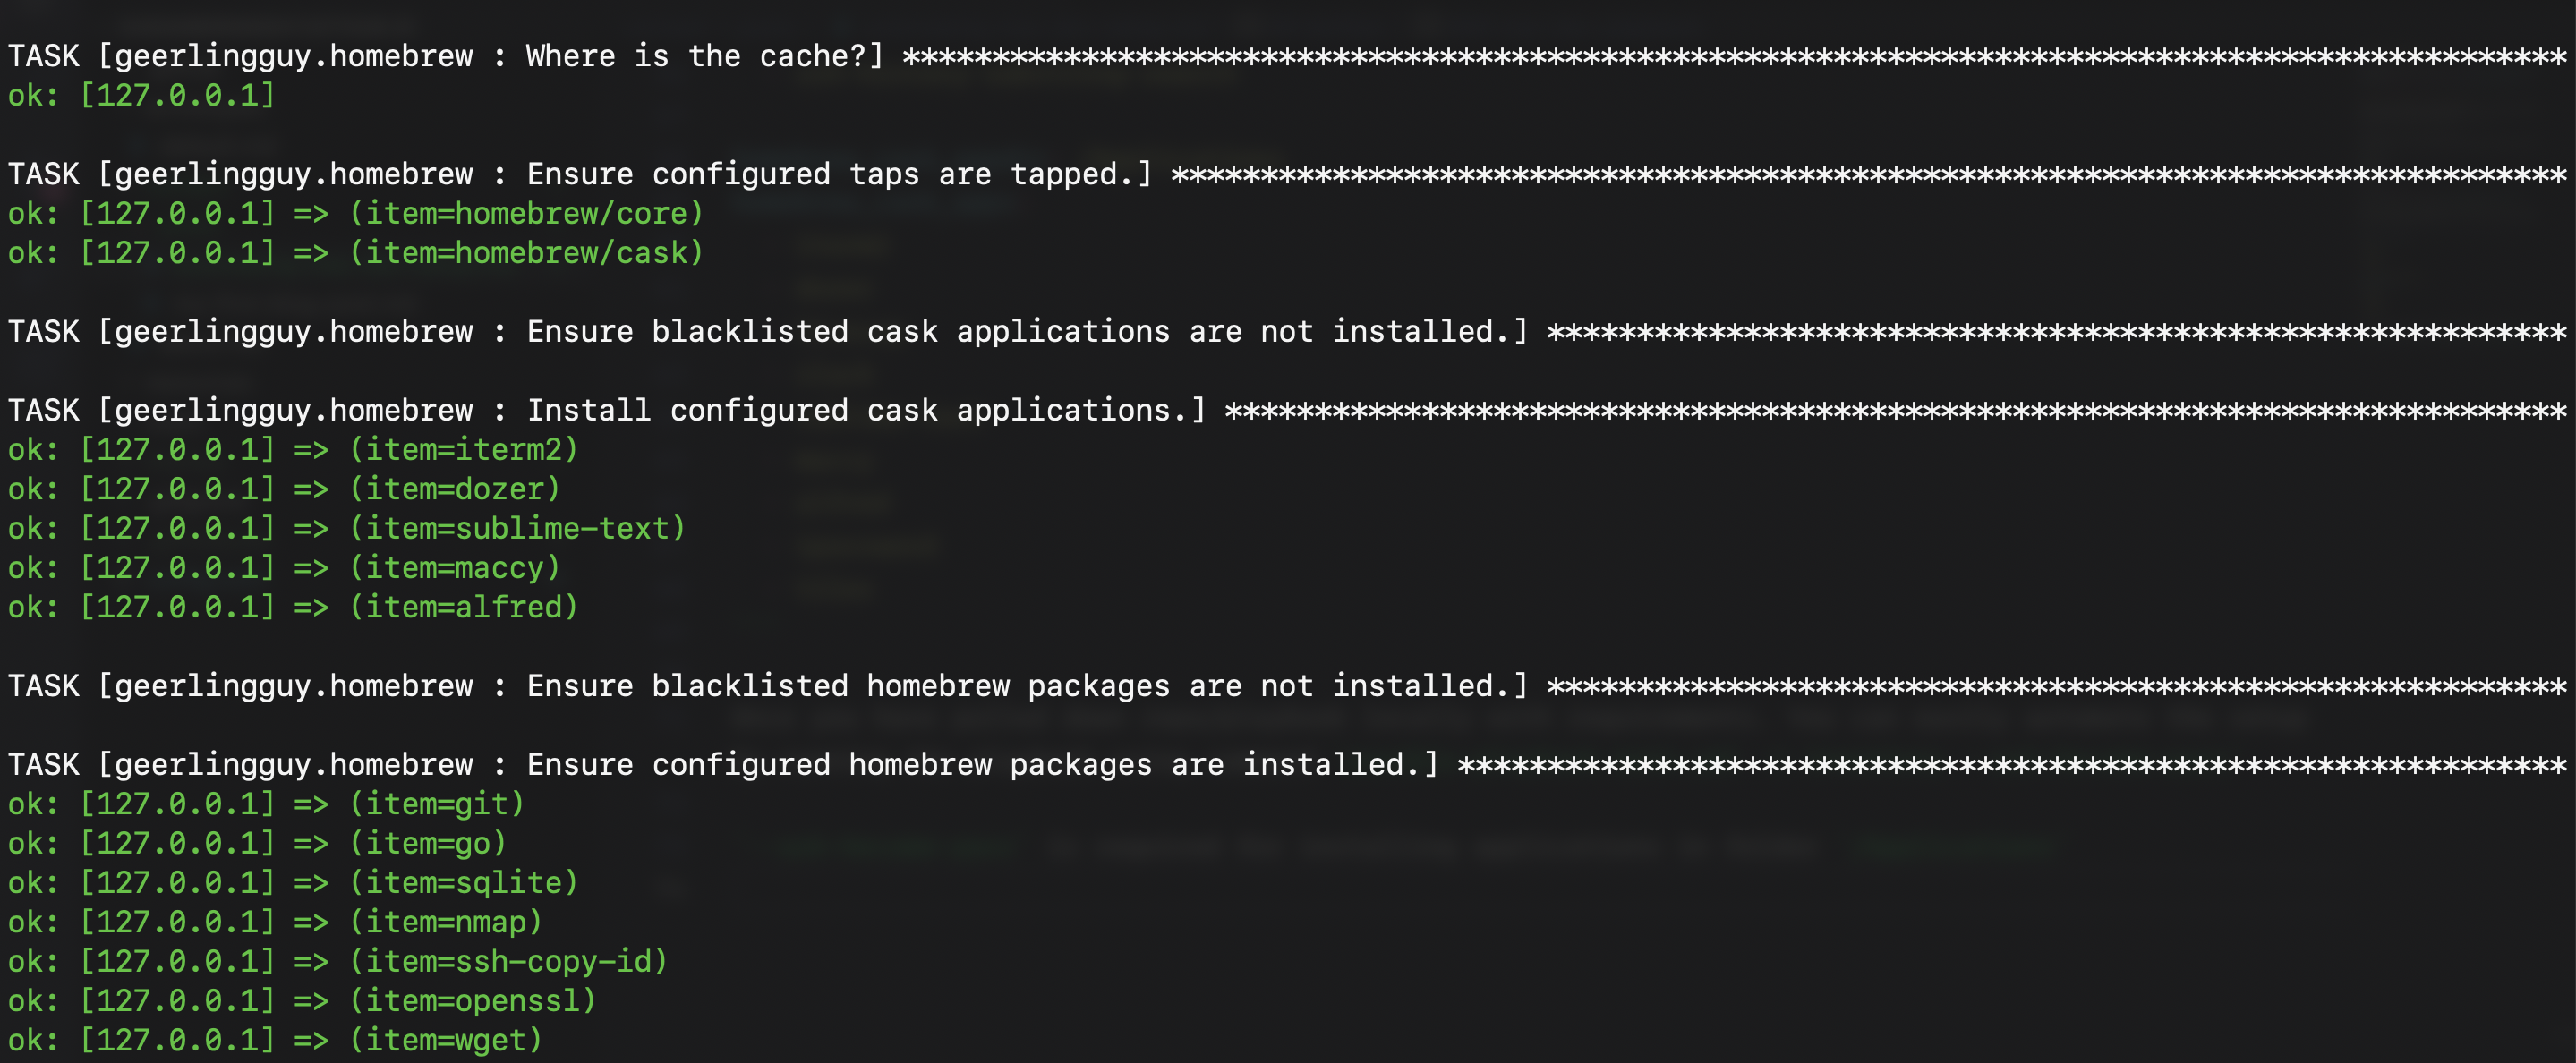 TASK [geerlingguy.homebrew : Where is the cache?] *********************************************************************************************
ok: [127.0.0.1]
TASK [geerlingguy.homebrew : Ensure configured taps are tapped.] ******************************************************************************
ok: [127.0.0.1] => (item=homebrew/core)
ok: [127.0.0.1] => (item=homebrew/cask)
TASK [geerlingguy.homebrew : Ensure blacklisted cask applications are not installed.] *********************************************************
TASK [geerlingguy.homebrew : Install configured cask applications.] ***************************************************************************
ok: [127.0.0.1] => (item=iterm2)
ok: [127.0.0.1] => (item=dozer)
ok: [127.0.0.1] => (item=sublime-text)
ok: [127.0.0.1] => (item=maccy)
ok: [127.0.0.1] => (item=alfred)
TASK [geerlingguy.homebrew : Ensure blacklisted homebrew packages are not installed.] *********************************************************
TASK [geerlingguy.homebrew : Ensure configured homebrew packages are installed.] **************************************************************
ok: [127.0.0.1] => (item=git)
ok: [127.0.0.1] => (item=go)
ok: [127.0.0.1] => (item=sqlite)
ok: [127.0.0.1] => (item=nmap)
ok: [127.0.0.1] => (item=ssh-copy-id)
ok: [127.0.0.1] => (item=openssl)
ok: [127.0.0.1] => (item=wget)